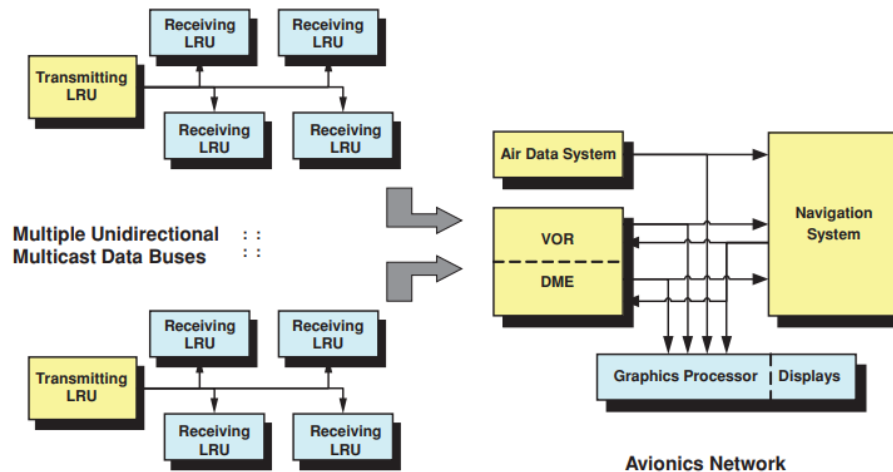 Receiving
LRU
Receiving
LRU
Transmitting
LRU
Receiving
LRU
Receiving
LRU
Multiple Unidirectional : :
Multicast Data Buses : :
Receiving
LRU
Receiving
LRU
Transmitting
LRU
Receiving
LRU
Receiving
LRU
Air Data System
VOR
DME
Navigation
System
Graphics Processor
Displays
Avionics Network